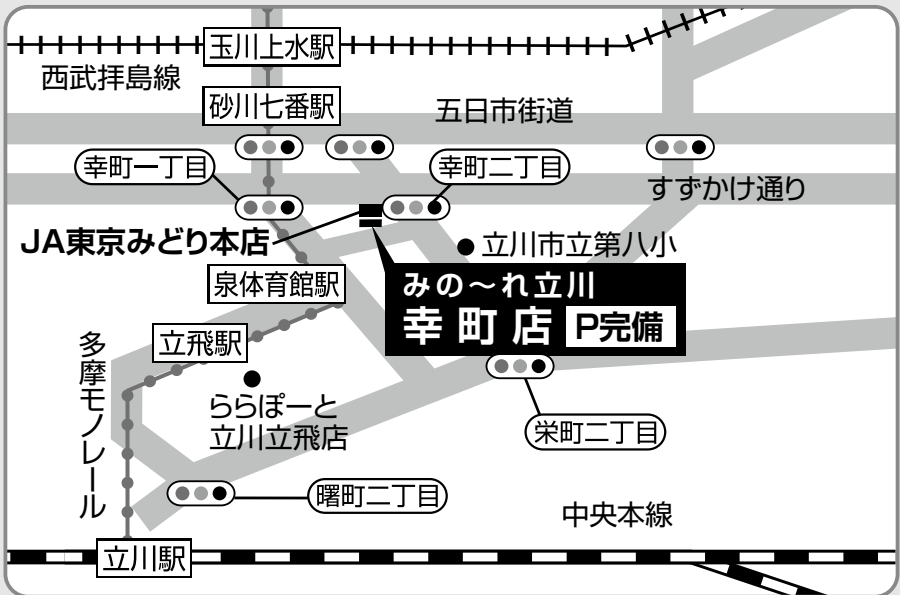 玉川上水駅
西武拝島線
砂川七番駅
五日市街道
幸町一丁目
幸町二丁目
すずかけ通り
JA東京みどり本店
立川市立第八小
泉体育館駅
みの～れ立川
幸町店 P完備
立飛駅
多摩モノレール
ららぽーと
立川立飛店
栄町二丁目
曙町二丁目
中央本線
立川駅